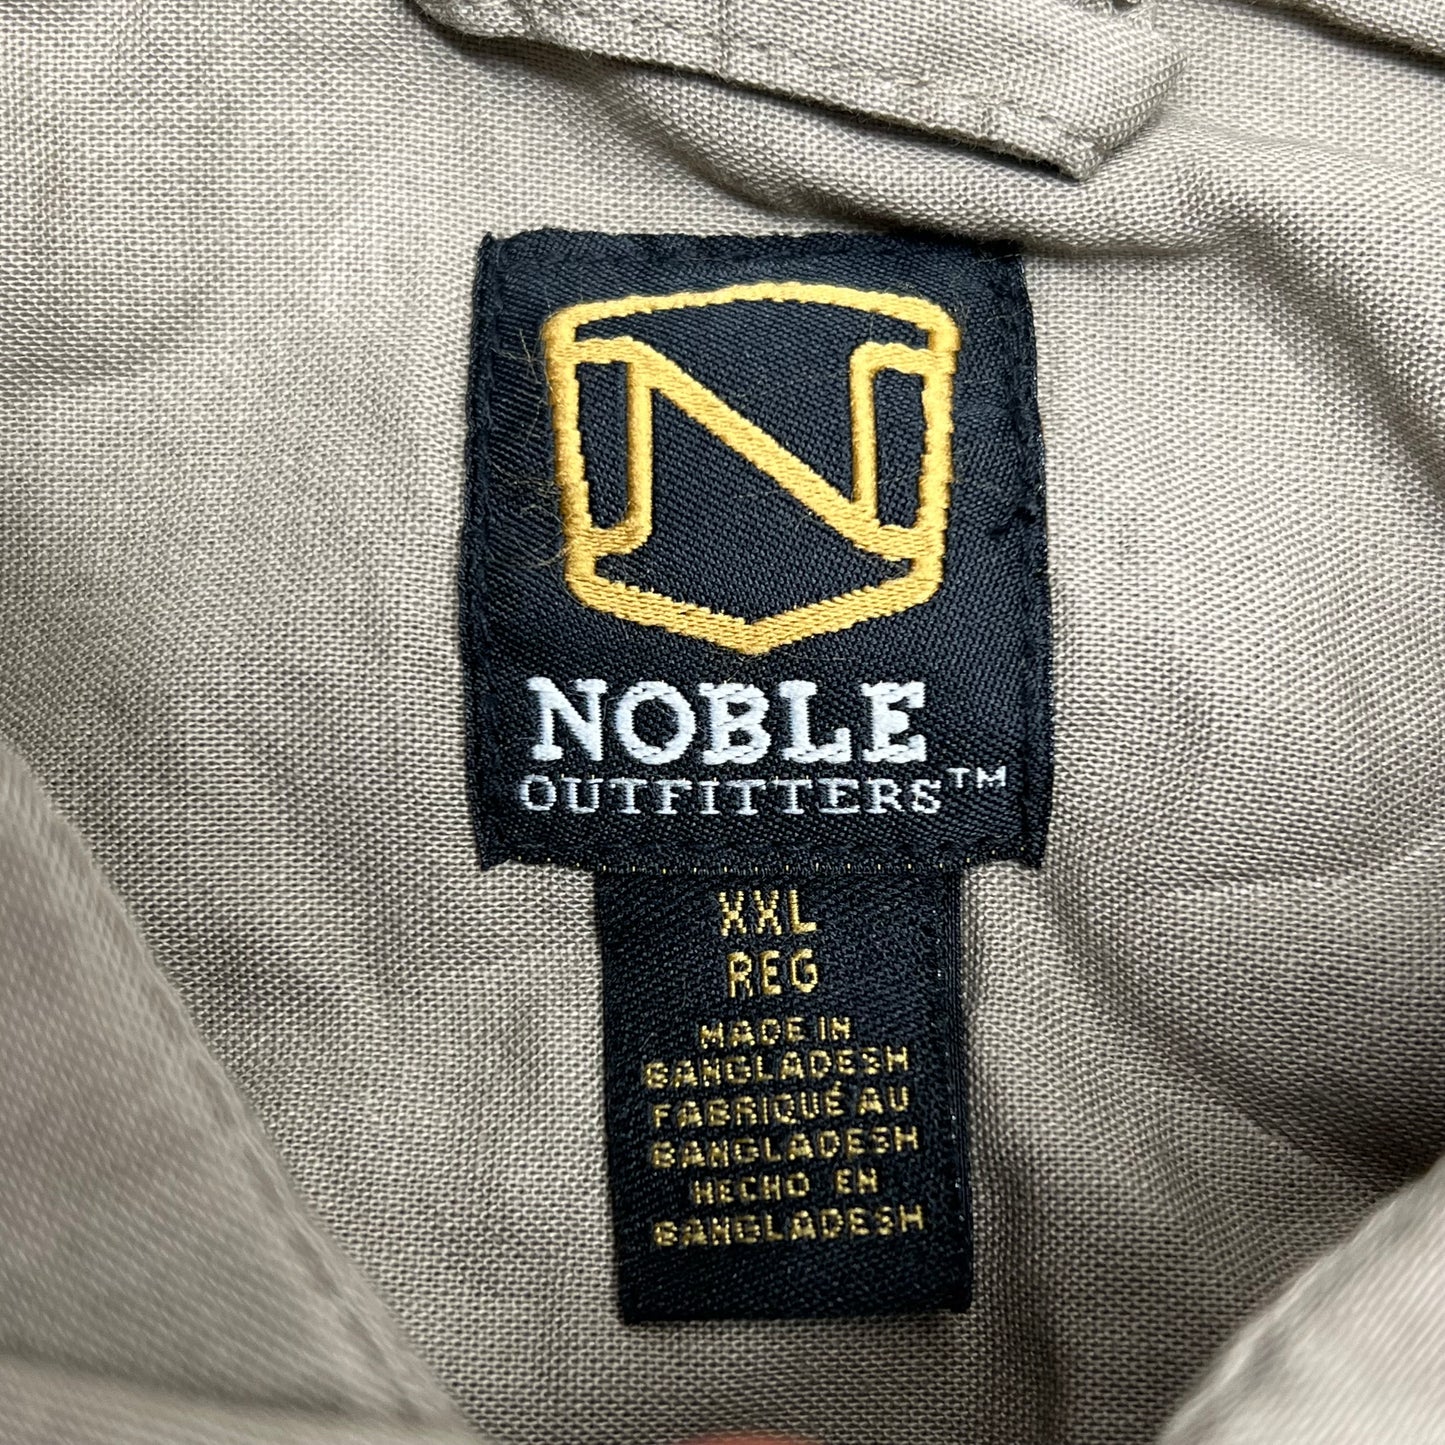 N
NOBLE
OUTFITTERS™
XXL
REG
MADE IN
BANGLADESH
FABRIQUÉ AU
BANGLADESH
HECHO EN
BANGLADESH